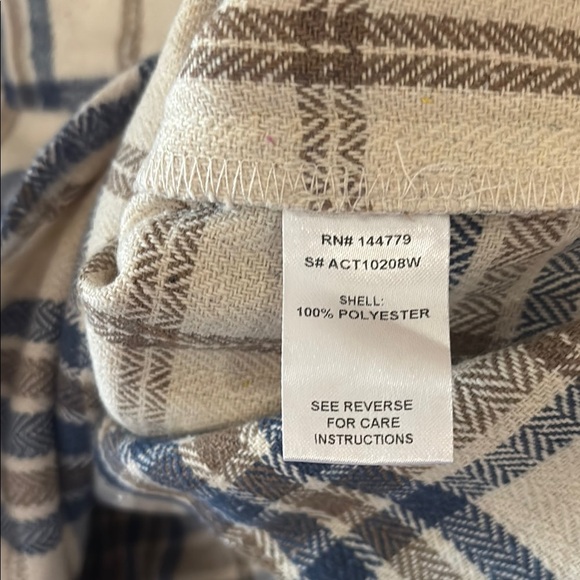 RN# 144779
S# ACT10208W
SHELL:
100% POLYESTER
SEE REVERSE
FOR CARE
INSTRUCTIONS